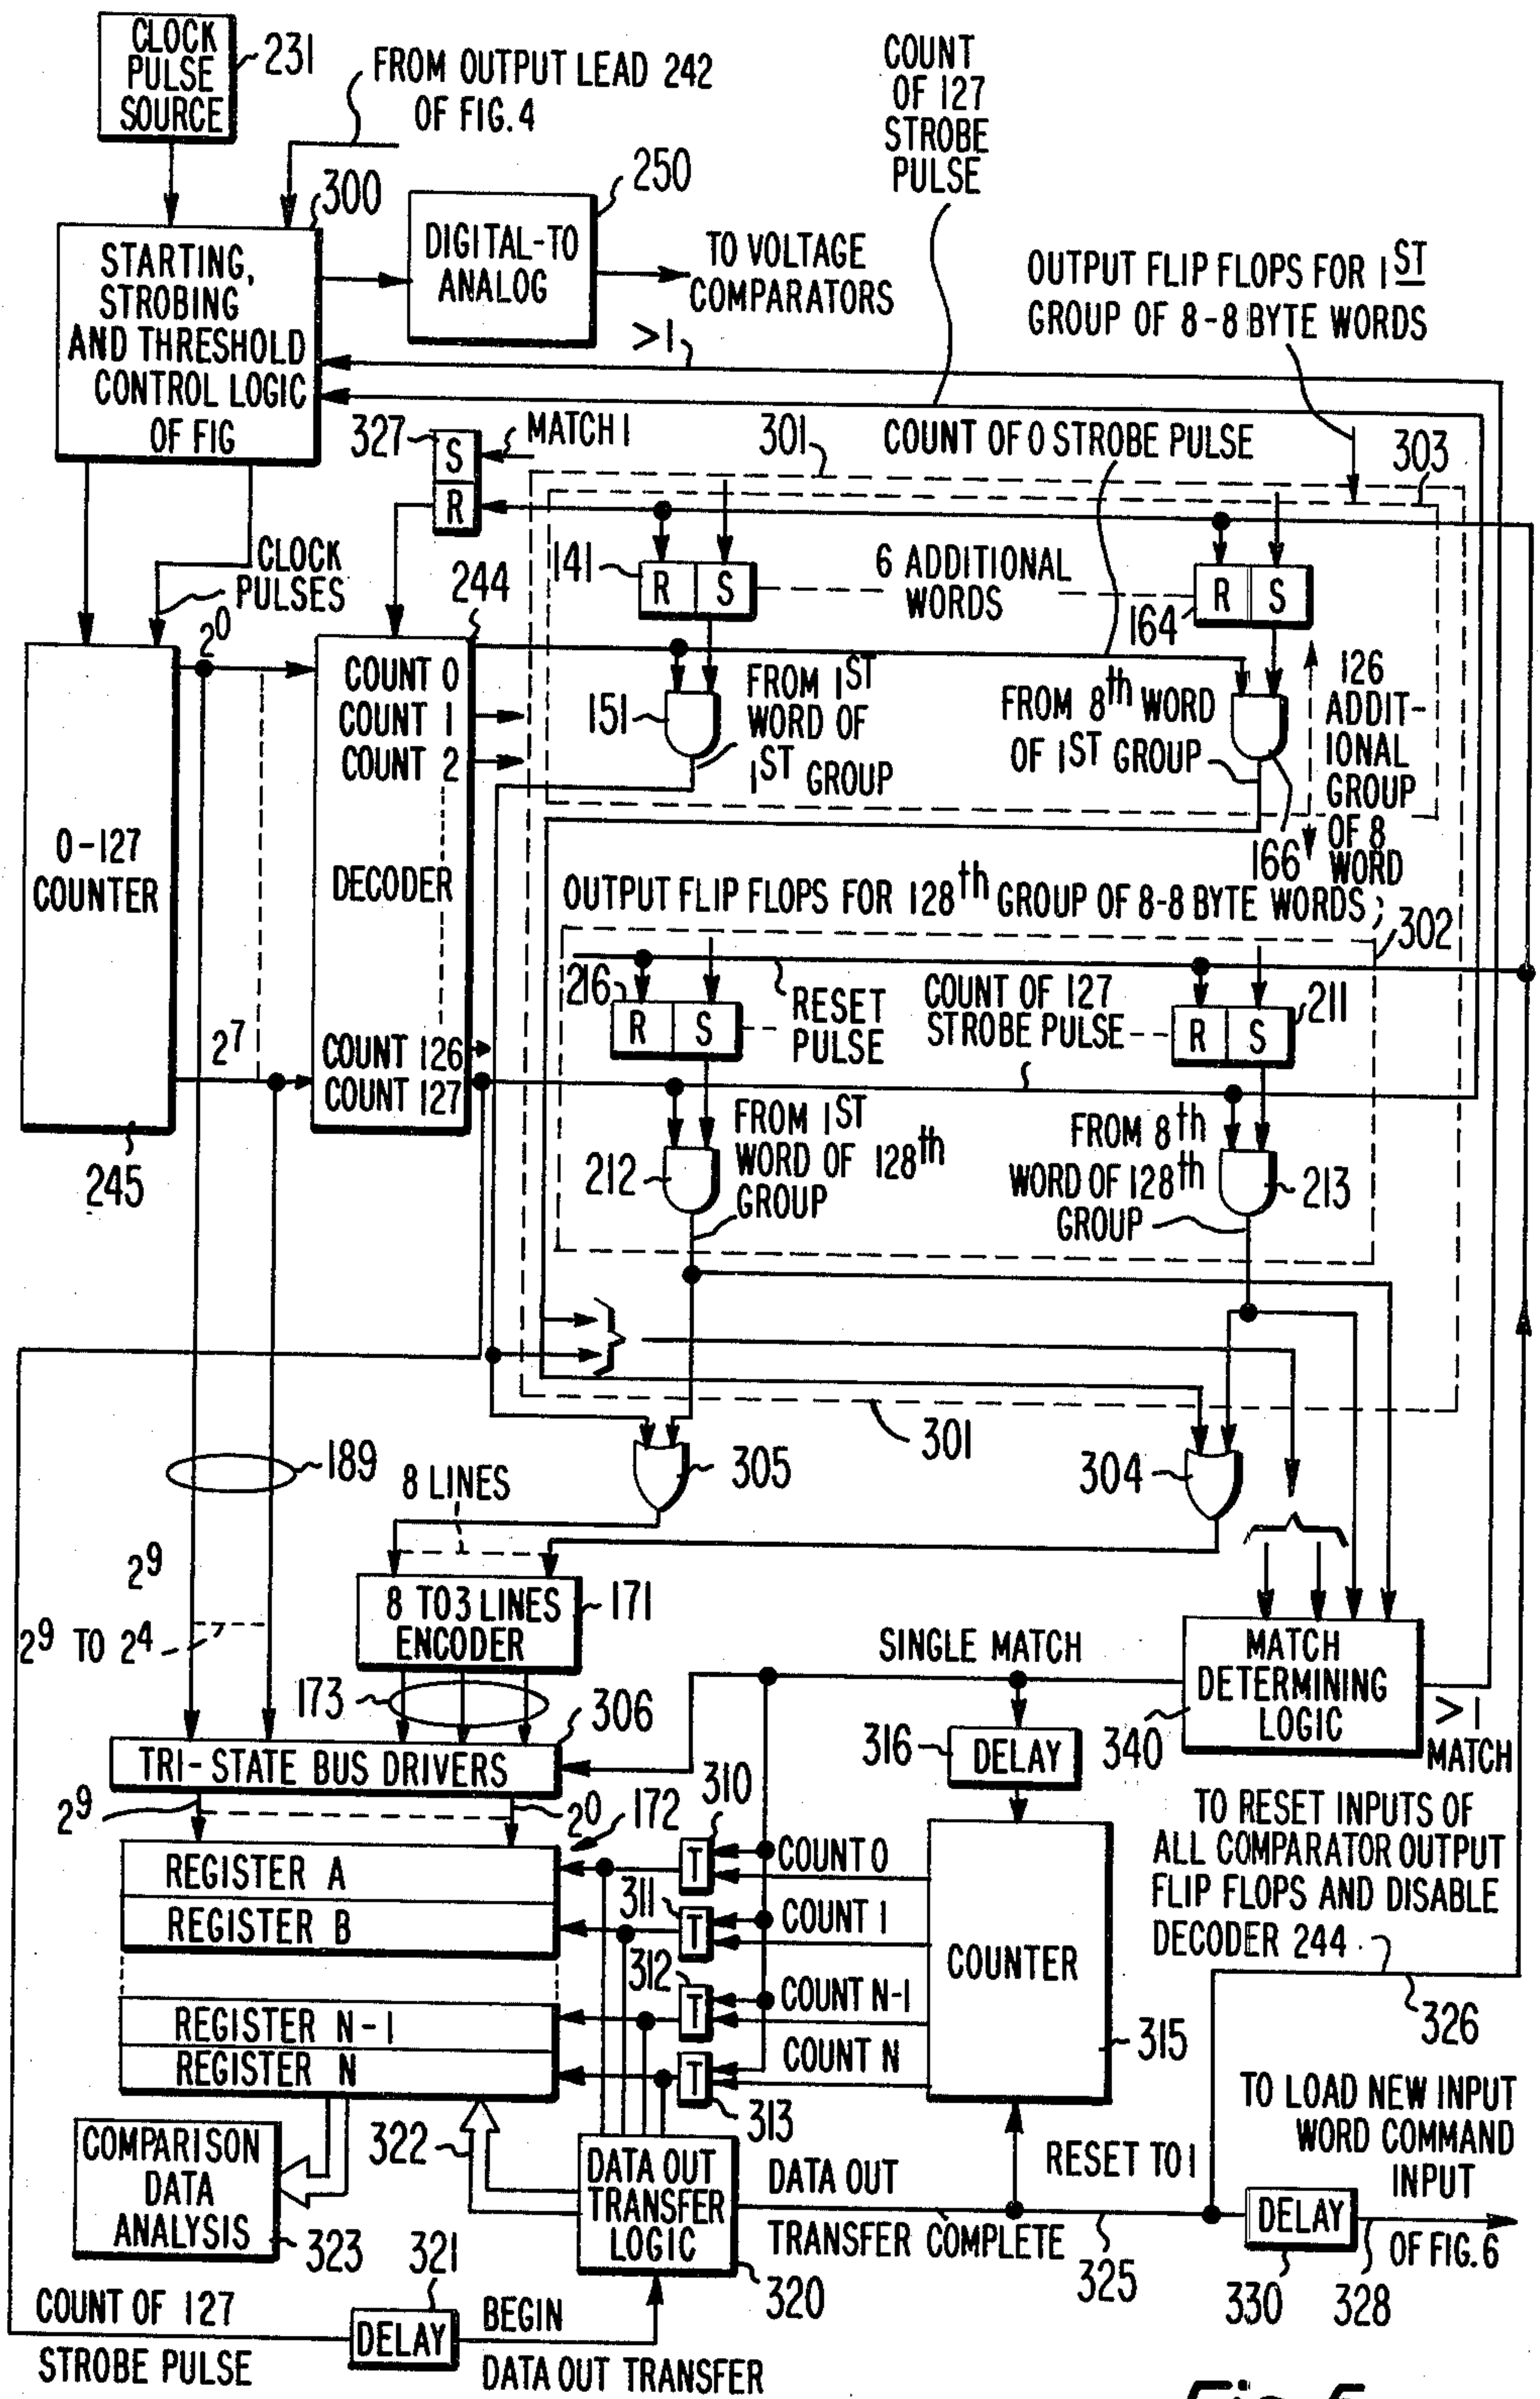 CLOCK
PULSE
SOURCE
231
FROM OUTPUT LEAD 242
OF FIG. 4
COUNT
OF 127
STROBE
PULSE
300
250
STARTING,
STROBING
AND THRESHOLD
CONTROL LOGIC
OF FIG
DIGITAL-TO
ANALOG
TO VOLTAGE
COMPARATORS
>1
OUTPUT FLIP FLOPS FOR 1ST
GROUP OF 8-8 BYTE WORDS
327
S
R
MATCH 1
301
COUNT OF 0 STROBE PULSE
303
CLOCK
PULSES
244
141
R S
6 ADDITIONAL
WORDS
R S
164
2^0
COUNT 0
COUNT 1
COUNT 2
DECODER
COUNT 126
COUNT 127
151
FROM 1ST
WORD OF
1ST GROUP
FROM 8th WORD
OF 1ST GROUP
166
126
ADDIT-
IONAL
GROUP
OF 8
WORD
0-127
COUNTER
245
2^7
OUTPUT FLIP FLOPS FOR 128th GROUP OF 8-8 BYTE WORDS
302
216
R S
RESET
PULSE
COUNT OF 127
STROBE PULSE
R S
211
212
FROM 1ST
WORD OF 128th
GROUP
FROM 8th
WORD OF 128th
GROUP
213
301
189
8 LINES
305
304
2^9
2^9 TO 2^4
8 TO 3 LINES
ENCODER
171
173
306
SINGLE MATCH
MATCH
DETERMINING
LOGIC
340
>1
MATCH
TRI-STATE BUS DRIVERS
316
DELAY
2^9
2^0
172
310
REGISTER A
REGISTER B
REGISTER N-1
REGISTER N
T
311
T
312
T
T
313
COUNT 0
COUNT 1
COUNT N-1
COUNT N
COUNTER
315
TO RESET INPUTS OF
ALL COMPARATOR OUTPUT
FLIP FLOPS AND DISABLE
DECODER 244
326
COMPARISON
DATA
ANALYSIS
323
322
DATA OUT
TRANSFER
LOGIC
320
DATA OUT
TRANSFER COMPLETE
RESET TO 1
325
TO LOAD NEW INPUT
WORD COMMAND
INPUT
OF FIG. 6
DELAY
330
328
COUNT OF 127
STROBE PULSE
321
DELAY
BEGIN
DATA OUT TRANSFER